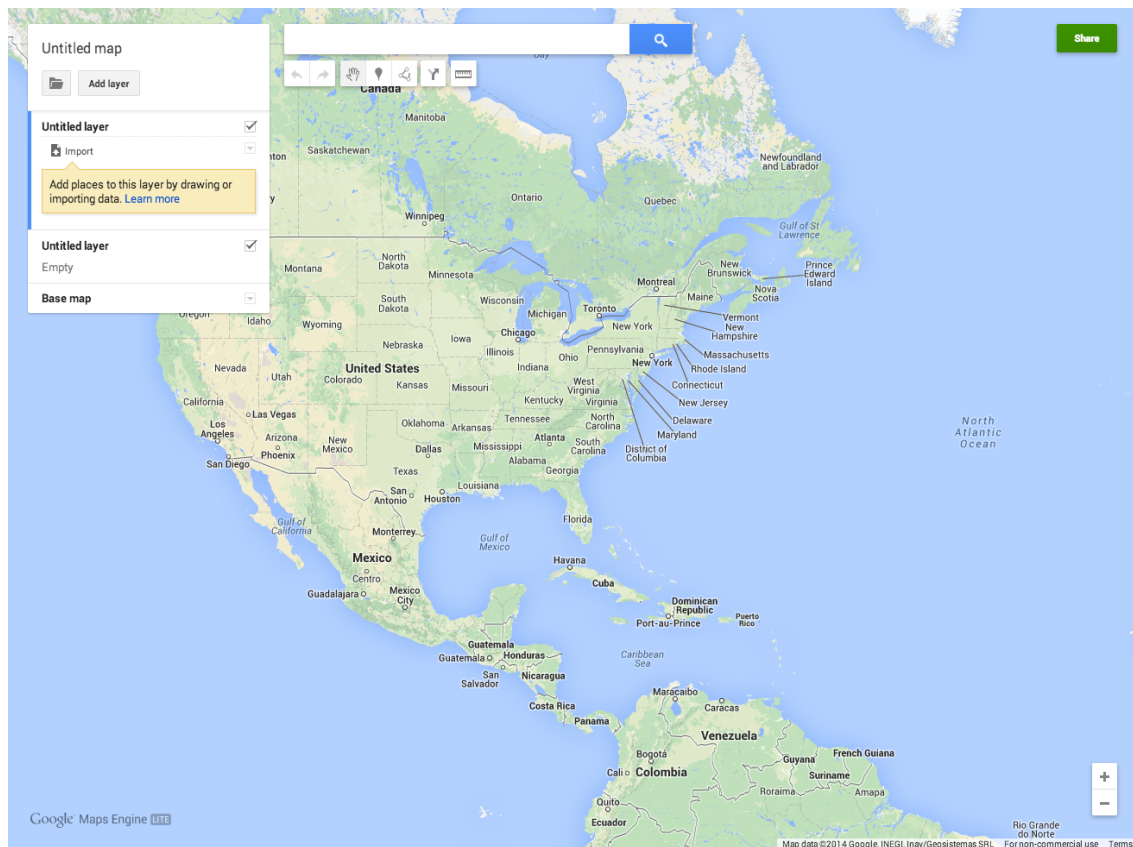 Untitled map
Add layer
Untitled layer
Import
Add places to this layer by drawing or
importing data. Learn more
Untitled layer
Empty
Base map
Share
Bay
Canada
Manitoba
Saskatchewan
nton
y
Newfoundland
and Labrador
Ontario
Quebec
Winnipeg
Gulf of St
Lawrence
North
Dakota
Montana
Minnesota
New
Brunswick
Prince
Edward
Island
Montreal
Nova
Scotia
Maine
South
Dakota
Wisconsin
Michigan
Toronto
Oregon
Idaho
Wyoming
Vermont
New
Hampshire
New York
Chicago
Iowa
Nebraska
Illinois
Pennsylvania
Massachusetts
Ohio
New York
Rhode Island
Indiana
Nevada
Utah
United States
Colorado
Kansas
Missouri
West
Virginia
Connecticut
Kentucky
Virginia
New Jersey
California
Las Vegas
Oklahoma
Arkansas
Tennessee
North
Carolina
Delaware
Maryland
North
Atlantic
Ocean
Los
Angeles
Arizona
Phoenix
New
Mexico
Dallas
Mississippi
Atlanta
South
Carolina
District of
Columbia
San Diego
Alabama
Georgia
Texas
Louisiana
San
Antonio
Houston
Gulf of
California
Florida
Monterrey
Gulf of
Mexico
Mexico
Centro
Havana
Cuba
Guadalajara
Mexico
City
Dominican
Republic
Port-au-Prince
Puerto
Rico
Guatemala
Guatemala
Honduras
Caribbean
Sea
San
Salvador
Nicaragua
Maracaibo
Caracas
Costa Rica
Panama
Venezuela
Bogotá
Guyana
French Guiana
Cali
Colombia
Suriname
Roraima
Amapa
Quito
Ecuador
Rio Grande
do Norte
Google Maps Engine LITE
Map data ©2014 Google, INEGI, Inav/Geosistemas SRL
For non-commercial use
Terms